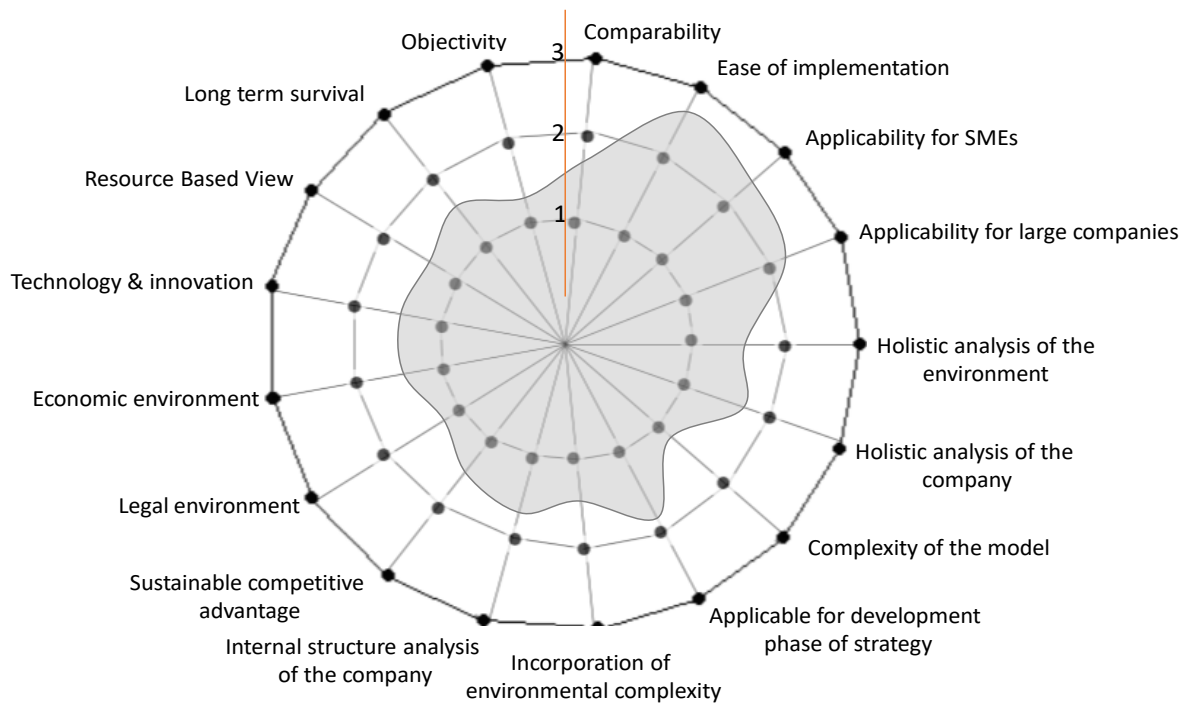 Comparability
Objectivity
3
Ease of implementation
Long term survival
2
Applicability for SMEs
Resource Based View
1
Applicability for large companies
Technology & innovation
Holistic analysis of the
environment
Economic environment
Holistic analysis of the
company
Legal environment
Complexity of the model
Sustainable competitive
advantage
Applicable for development
phase of strategy
Internal structure analysis
of the company
Incorporation of
environmental complexity